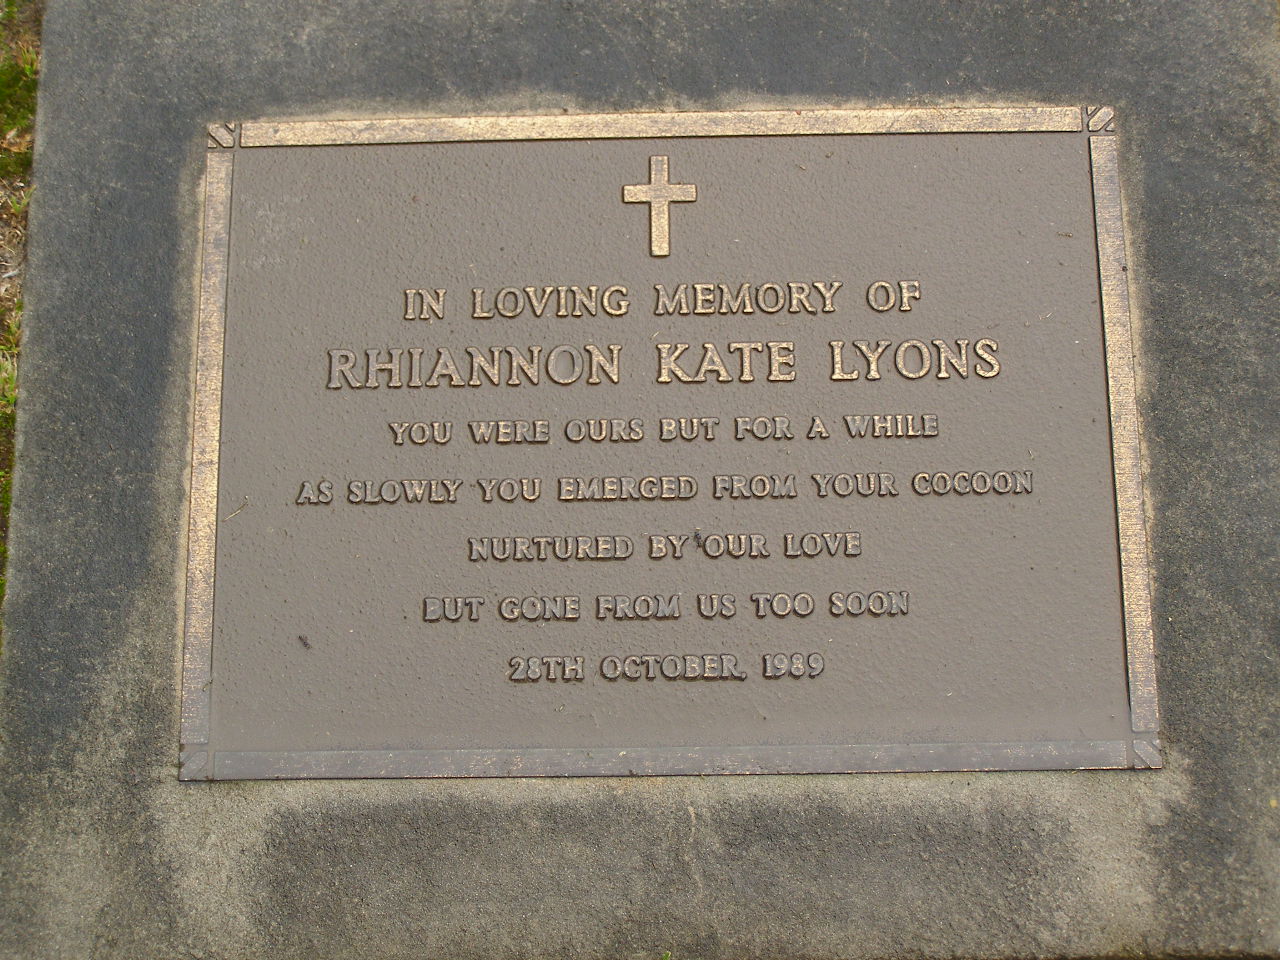 IN LOVING MEMORY OF
RHIANNON KATE LYONS
YOU WERE OURS BUT FOR A WHILE
AS SLOWLY YOU EMERGED FROM YOUR COCOON
NURTURED BY OUR LOVE
BUT GONE FROM US TOO SOON
28TH OCTOBER, 1989